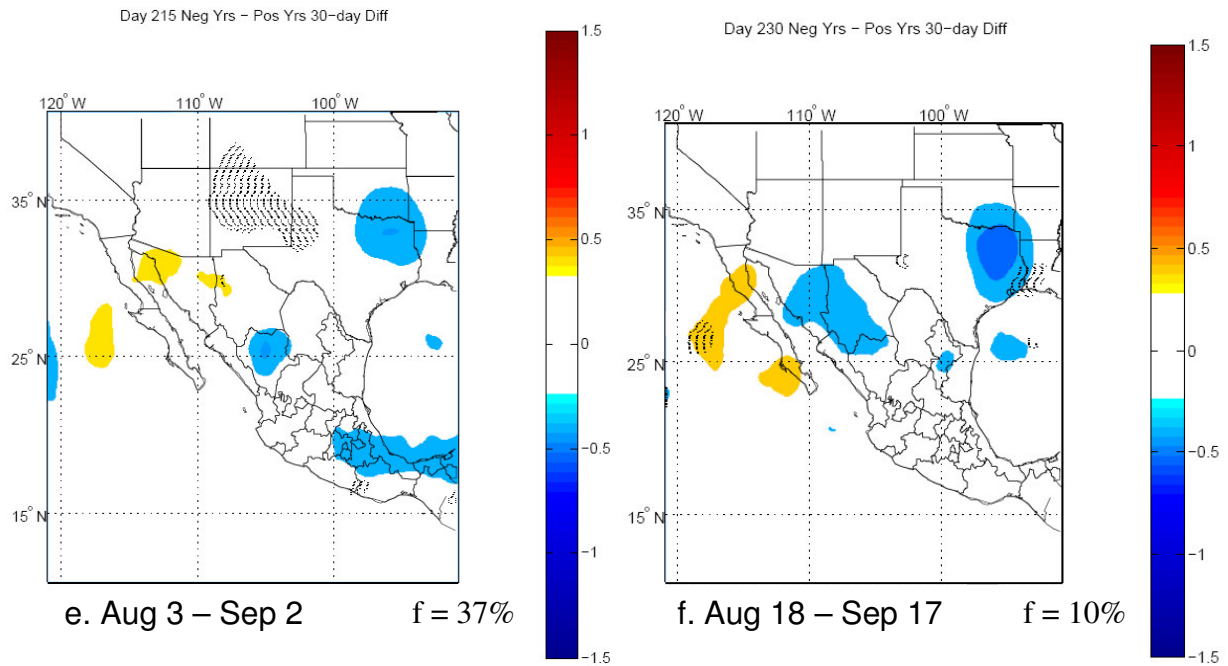 Day 215 Neg Yrs − Pos Yrs 30-day Diff
120° W
110° W
100° W
35° N
25° N
15° N
1.5
1
0.5
0
−0.5
−1
−1.5
e. Aug 3 – Sep 2
f = 37%
Day 230 Neg Yrs − Pos Yrs 30-day Diff
120° W
110° W
100° W
35° N
25° N
15° N
1.5
1
0.5
0
−0.5
−1
−1.5
f. Aug 18 – Sep 17
f = 10%